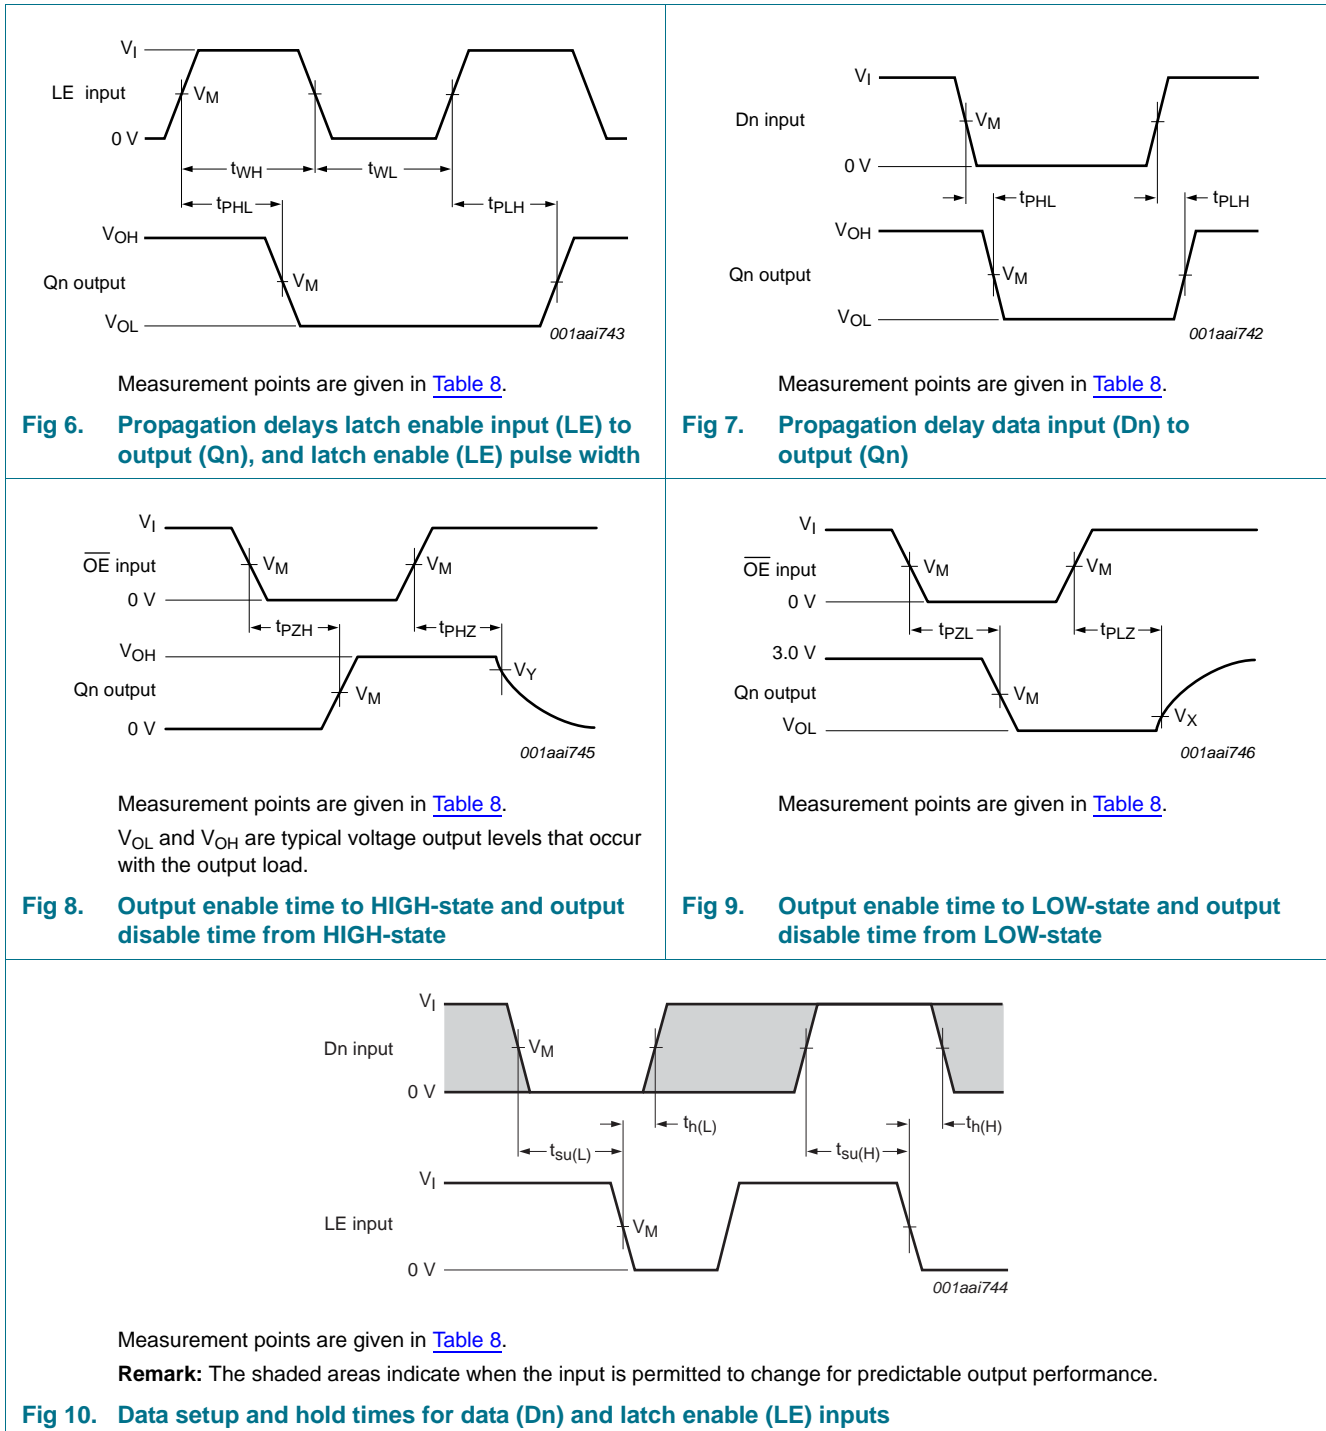 VI
LE input
VM
0 V
tWH
tWL
tPHL
tPLH
VOH
Qn output
VM
VOL
001aai743
Measurement points are given in Table 8.
Fig 6. Propagation delays latch enable input (LE) to
output (Qn), and latch enable (LE) pulse width
VI
Dn input
VM
0 V
tPHL
tPLH
VOH
Qn output
VM
VOL
001aai742
Measurement points are given in Table 8.
Fig 7. Propagation delay data input (Dn) to
output (Qn)
VI
OE input
VM
VM
0 V
tPZH
tPHZ
VOH
VY
Qn output
VM
0 V
001aai745
Measurement points are given in Table 8.
VOL and VOH are typical voltage output levels that occur
with the output load.
Fig 8. Output enable time to HIGH-state and output
disable time from HIGH-state
VI
OE input
VM
VM
0 V
tPZL
tPLZ
3.0 V
Qn output
VM
VX
VOL
001aai746
Measurement points are given in Table 8.
Fig 9. Output enable time to LOW-state and output
disable time from LOW-state
VI
Dn input
VM
0 V
th(L)
th(H)
tsu(L)
tsu(H)
VI
LE input
VM
0 V
001aai744
Measurement points are given in Table 8.
Remark: The shaded areas indicate when the input is permitted to change for predictable output performance.
Fig 10. Data setup and hold times for data (Dn) and latch enable (LE) inputs